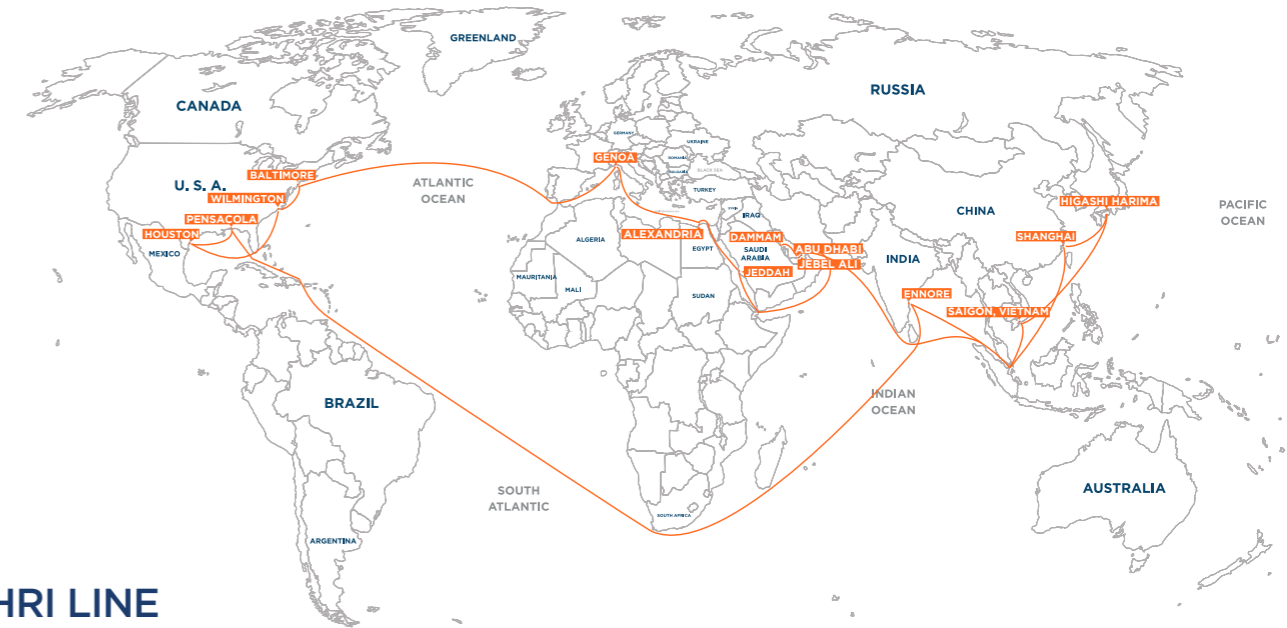 GREENLAND
RUSSIA
CANADA
GERMANY
UKRAINE
GENOA
ROMANIA
BLACK SEA
BALTIMORE
ATLANTIC
OCEAN
U. S. A.
TURKEY
WILMINGTON
HIGASHI HARIMA
PACIFIC
OCEAN
SYRIA
IRAQ
CHINA
PENSACOLA
HOUSTON
ALEXANDRIA
DAMMAM
SHANGHAI
ALGERIA
EGYPT
SAUDI
ARABIA
ABU DHABI
MEXICO
JEBEL ALI
INDIA
JEDDAH
MAURITANIA
MALI
SUDAN
ENNORE
SAIGON, VIETNAM
BRAZIL
INDIAN
OCEAN
SOUTH
ATLANTIC
AUSTRALIA
SOUTH AFRICA
ARGENTINA
HRI LINE